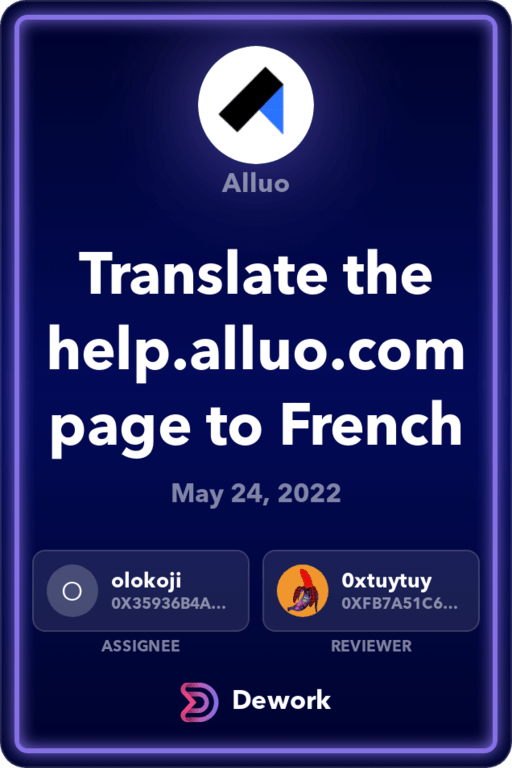 Alluo
Translate the
help.alluo.com
page to French
May 24, 2022
O
olokoji
0X35936B4A...
ASSIGNEE
0xtuytuy
0XFB7A51C6...
REVIEWER
Dework